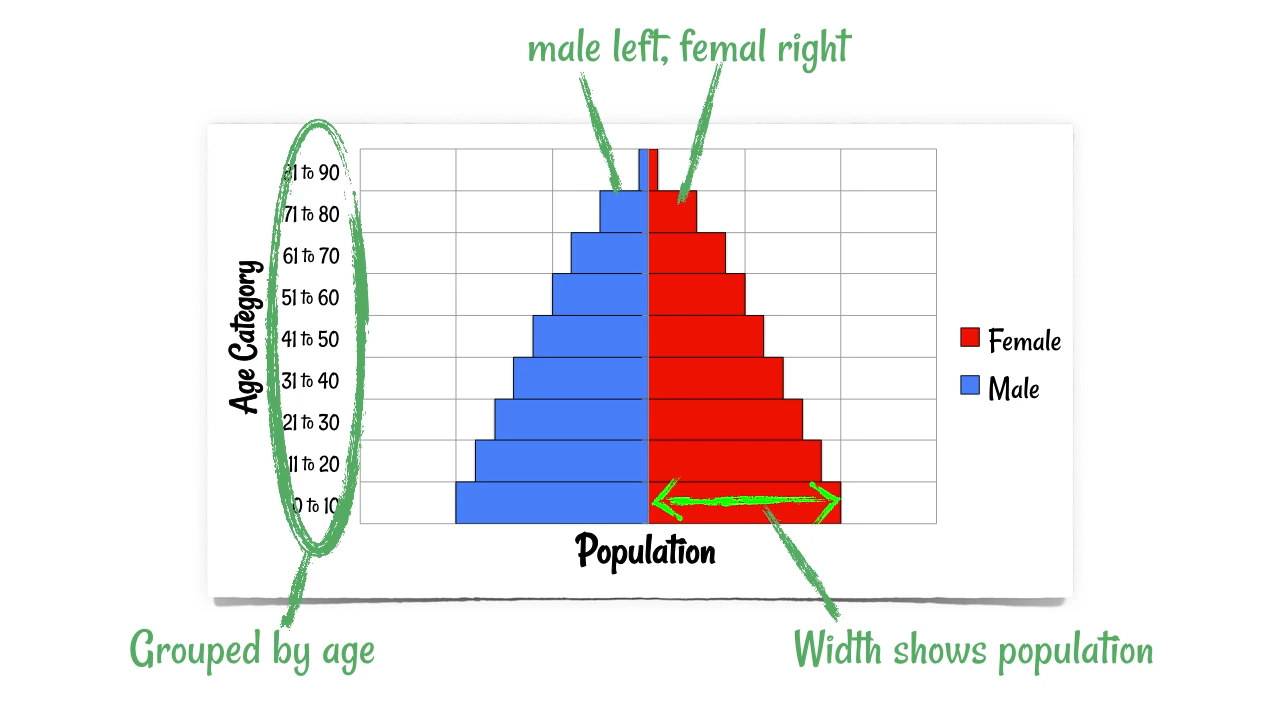 male left, femal right
81 to 90
71 to 80
61 to 70
51 to 60
41 to 50
31 to 40
21 to 30
11 to 20
0 to 10
Age Category
Female
Male
Population
Grouped by age
Width shows population